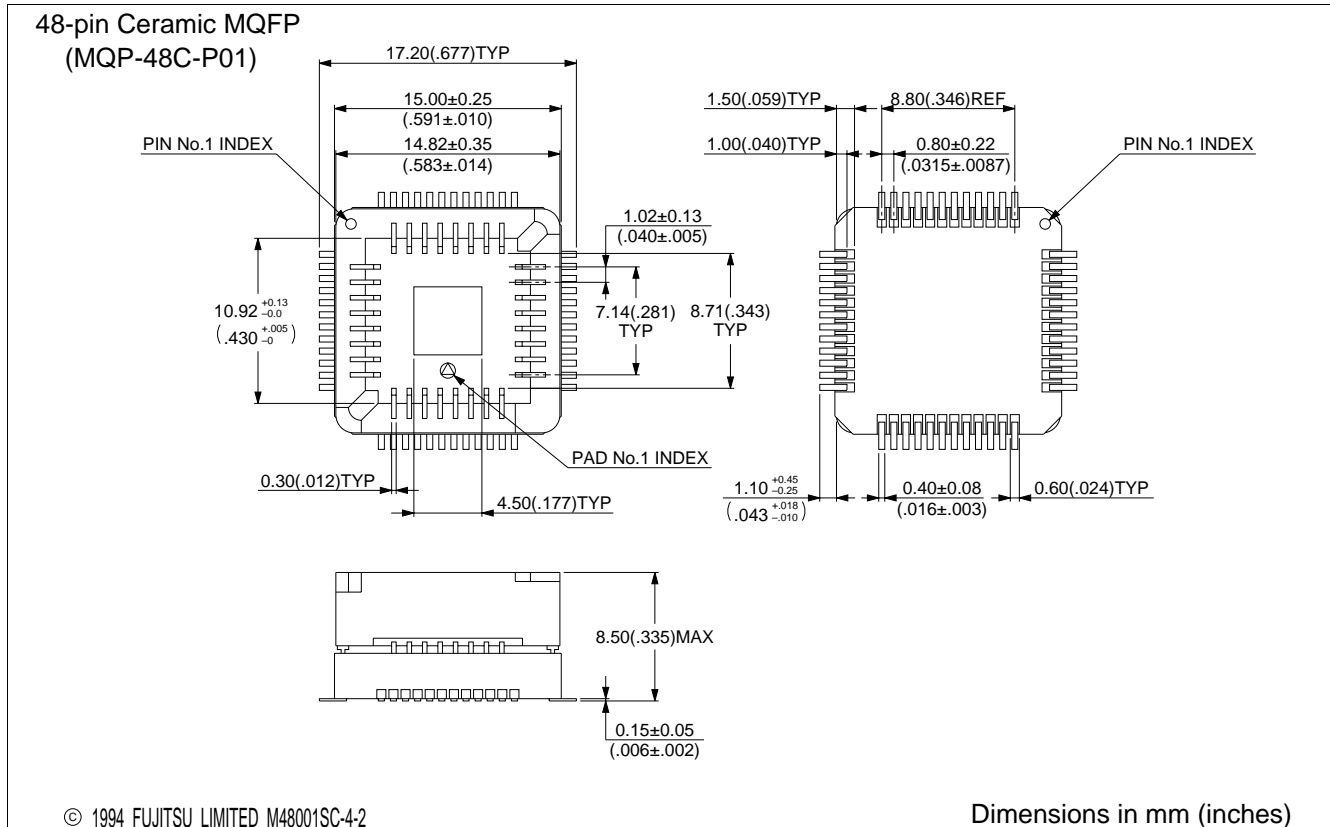 48-pin Ceramic MQFP
(MQP-48C-P01)
17.20(.677)TYP
15.00±0.25
(.591±.010)
14.82±0.35
(.583±.014)
PIN No.1 INDEX
1.50(.059)TYP
8.80(.346)REF
1.00(.040)TYP
0.80±0.22
(.0315±.0087)
PIN No.1 INDEX
1.02±0.13
(.040±.005)
10.92 +0.13 −0.0
(.430 +.005 −0)
7.14(.281)
TYP
8.71(.343)
TYP
PAD No.1 INDEX
0.30(.012)TYP
4.50(.177)TYP
1.10 +0.45 −0.25
(.043 +.018 −.010)
0.40±0.08
(.016±.003)
0.60(.024)TYP
8.50(.335)MAX
0.15±0.05
(.006±.002)
© 1994 FUJITSU LIMITED M48001SC-4-2
Dimensions in mm (inches)